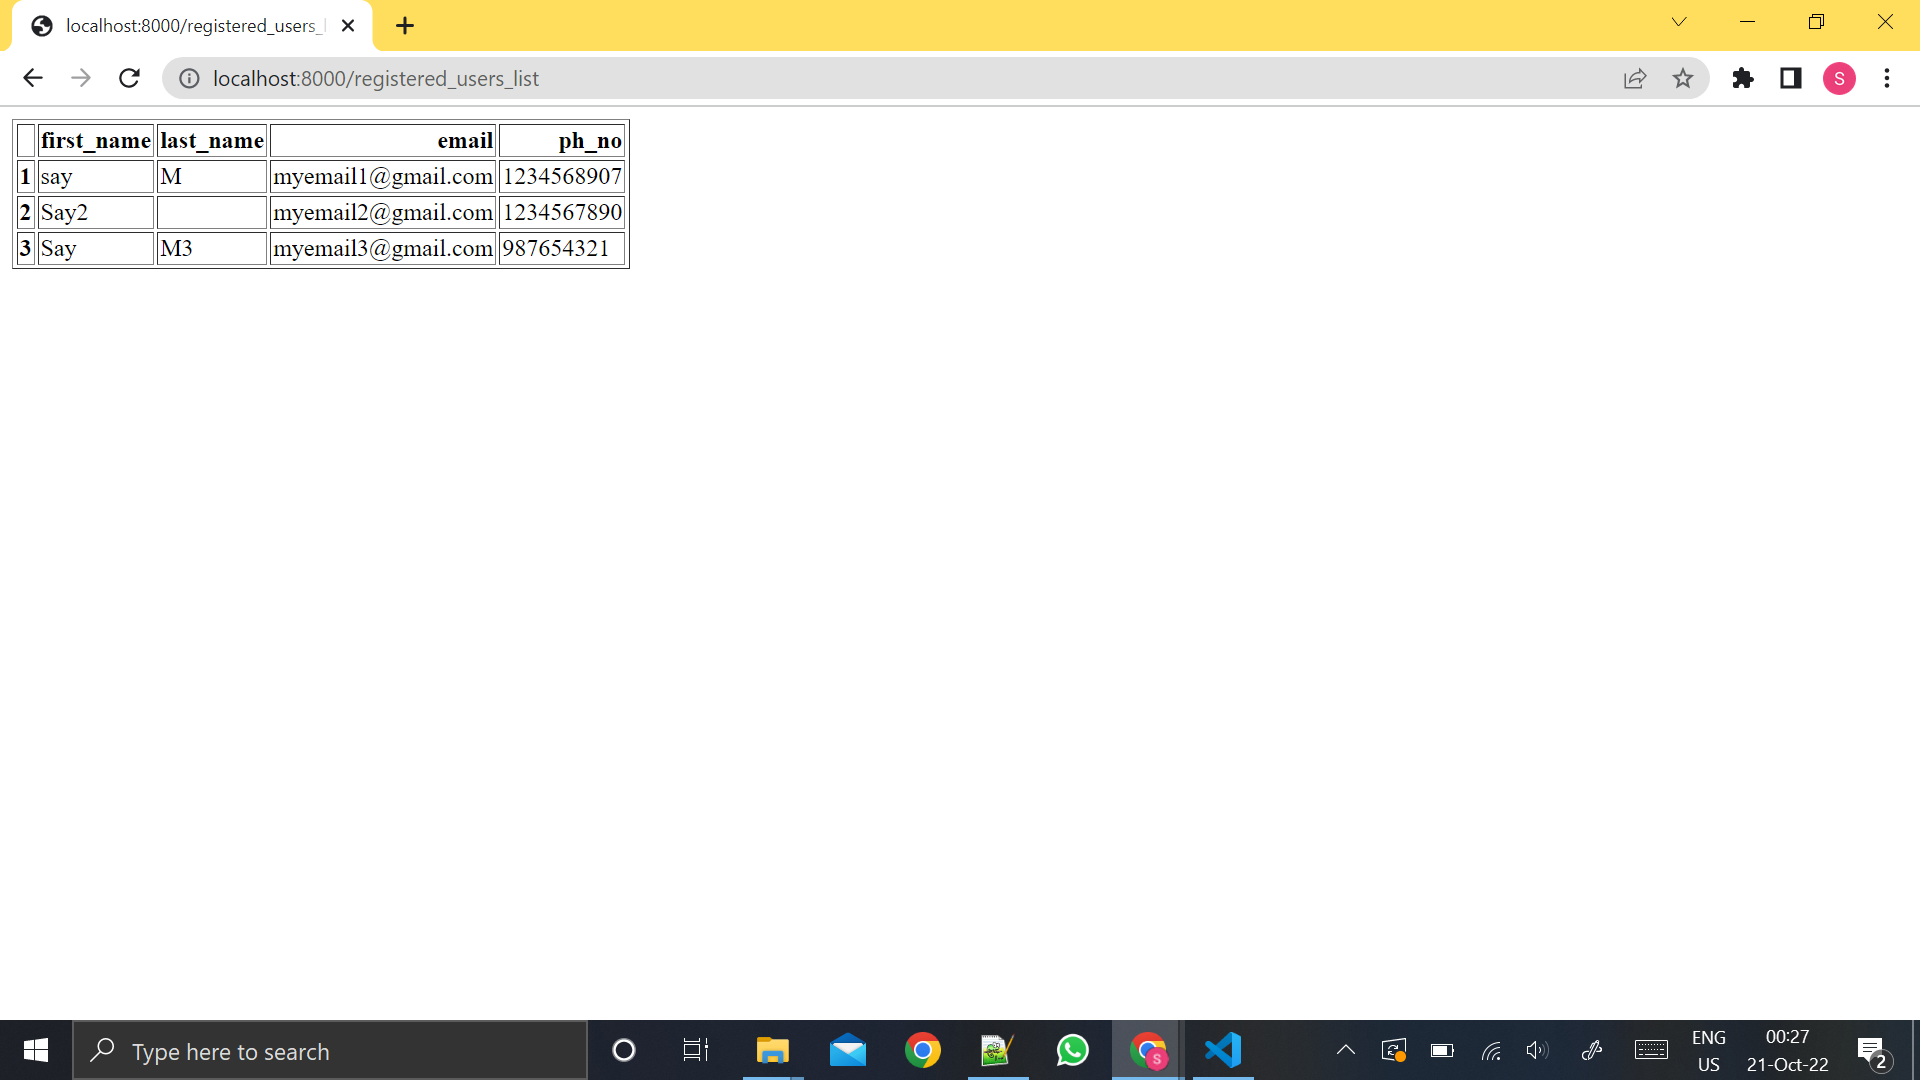 localhost:8000/registered_users_
localhost:8000/registered_users_list
S
first_name last_name email ph_no
1 say M myemail1@gmail.com 1234568907
2 Say2 myemail2@gmail.com 1234567890
3 Say M3 myemail3@gmail.com 987654321
Type here to search
S
ENG
US
00:27
21-Oct-22
2